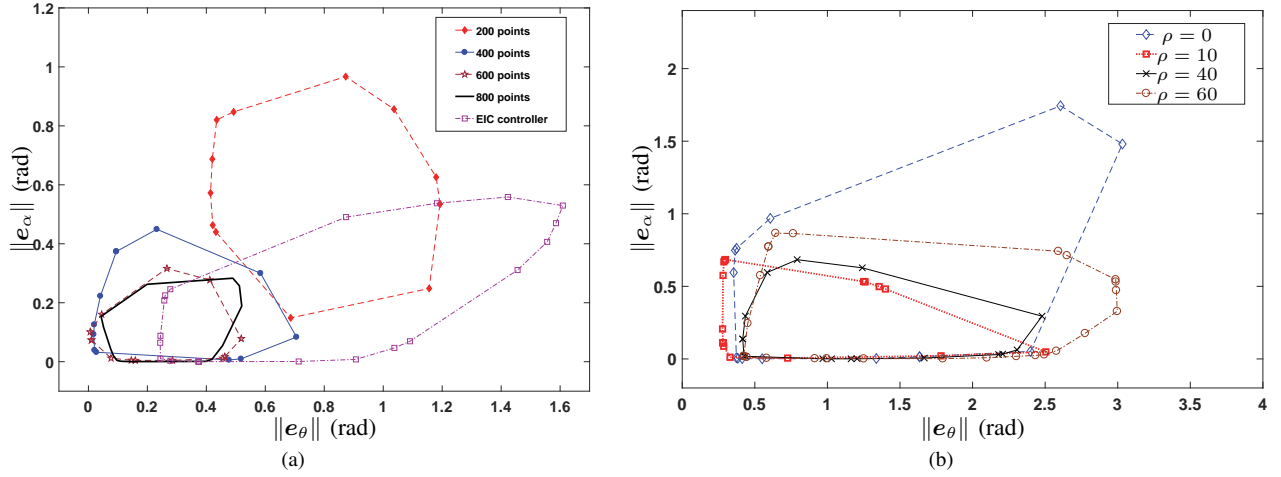 200 points
400 points
600 points
800 points
EIC controller
1.2
1
0.8
0.6
0.4
0.2
0
0 0.2 0.4 0.6 0.8 1 1.2 1.4 1.6
‖e_α‖ (rad)
‖e_θ‖ (rad)
(a)
ρ = 0
ρ = 10
ρ = 40
ρ = 60
2
1.5
1
0.5
0
0 0.5 1 1.5 2 2.5 3 3.5 4
‖e_α‖ (rad)
‖e_θ‖ (rad)
(b)